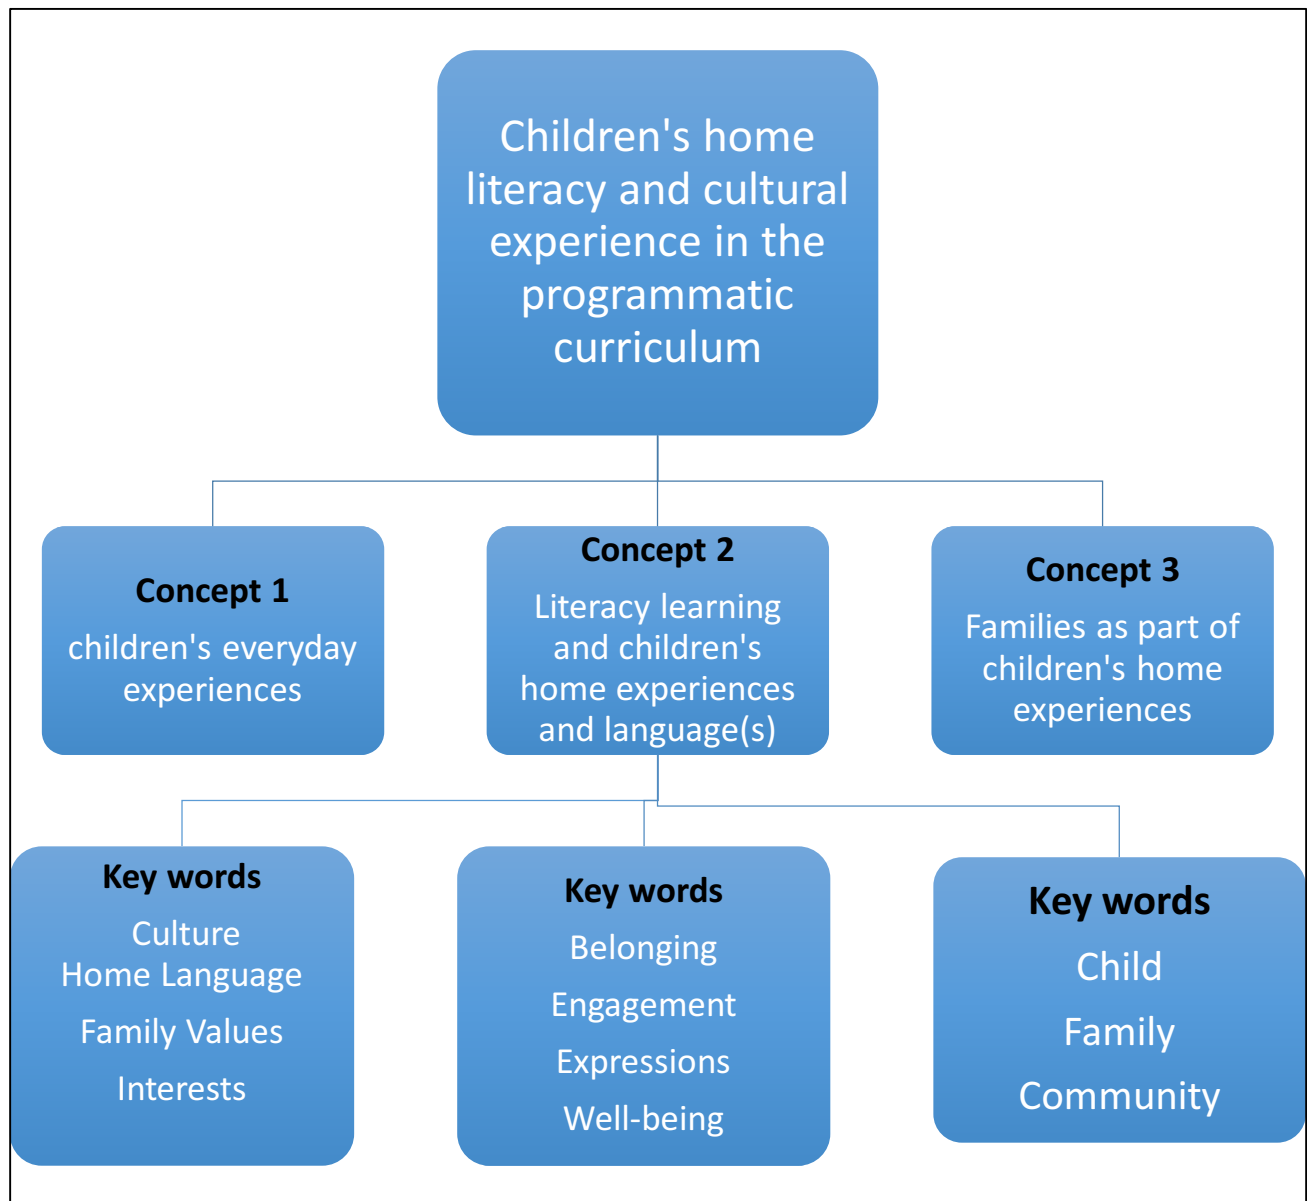 Children's home
literacy and cultural
experience in the
programmatic
curriculum
Concept 1
children's everyday
experiences
Concept 2
Literacy learning
and children's
home experiences
and language(s)
Concept 3
Families as part of
children's home
experiences
Key words
Culture
Home Language
Family Values
Interests
Key words
Belonging
Engagement
Expressions
Well-being
Key words
Child
Family
Community